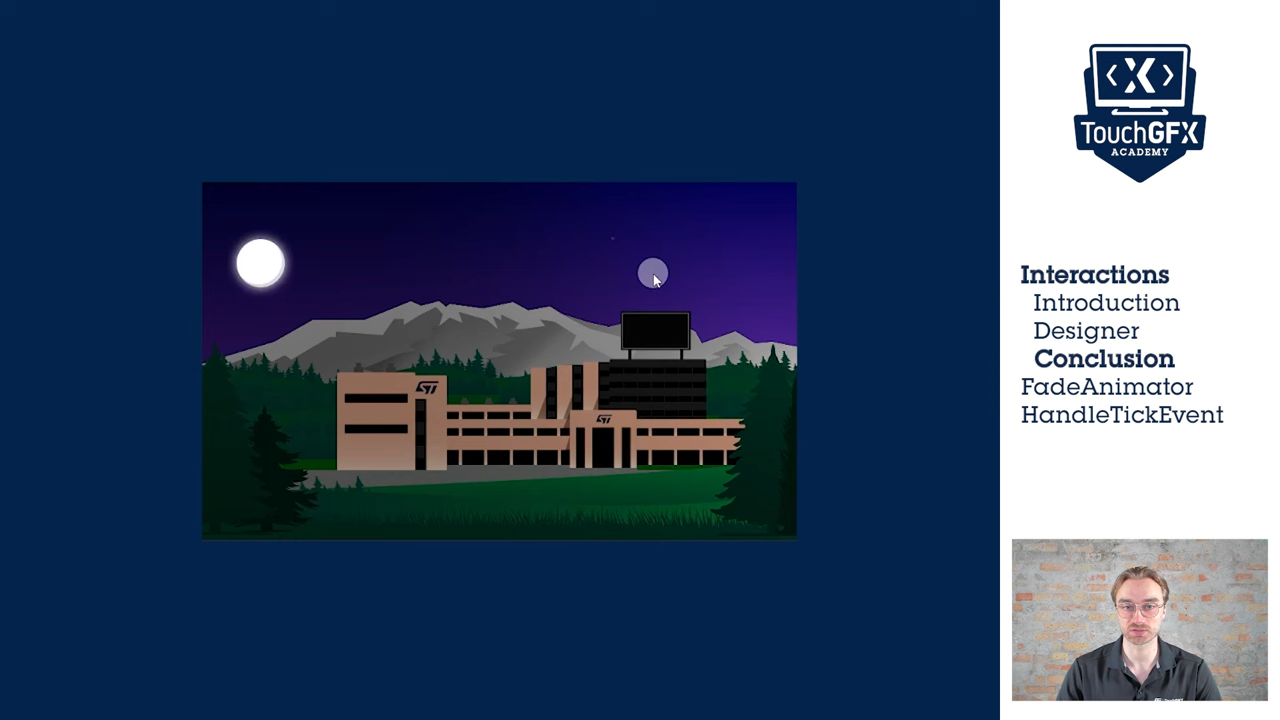 TouchGFX
ACADEMY
Interactions
Introduction
Designer
Conclusion
FadeAnimator
HandleTickEvent
ST
ST